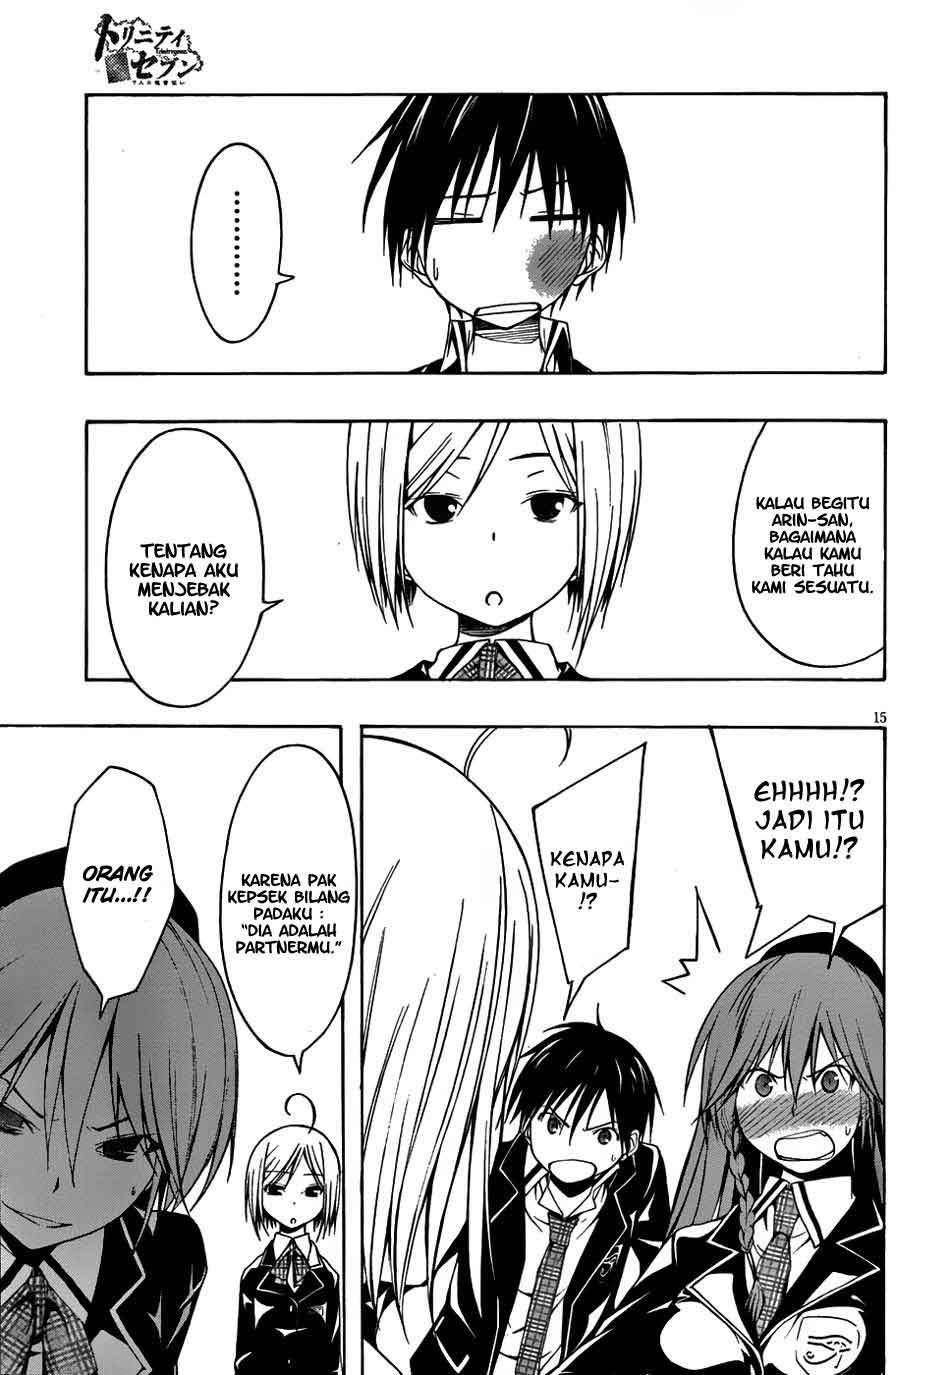 トリニティ
セブン
………
KALAU BEGITU
ARIN-SAN,
BAGAIMANA
KALAU KAMU
BERI TAHU
KAMI SESUATU.
TENTANG
KENAPA AKU
MENJEBAK
KALIAN?
15
EHHHH!?
JADI ITU
KAMU!?
KENAPA
KAMU-
!?
KARENA PAK
KEPSEK BILANG
PADAKU :
"DIA ADALAH
PARTNERMU."
ORANG
ITU...!!